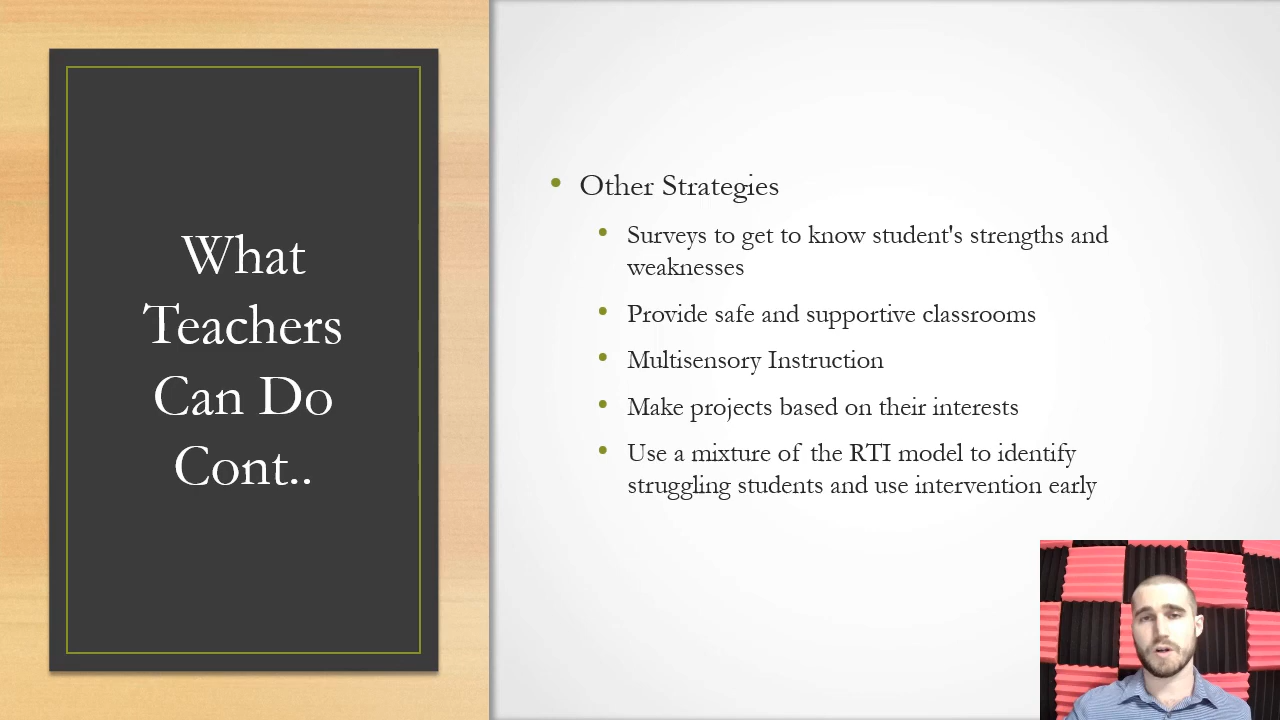 What
Teachers
Can Do
Cont..
Other Strategies
Surveys to get to know student's strengths and
weaknesses
Provide safe and supportive classrooms
Multisensory Instruction
Make projects based on their interests
Use a mixture of the RTI model to identify
struggling students and use intervention early